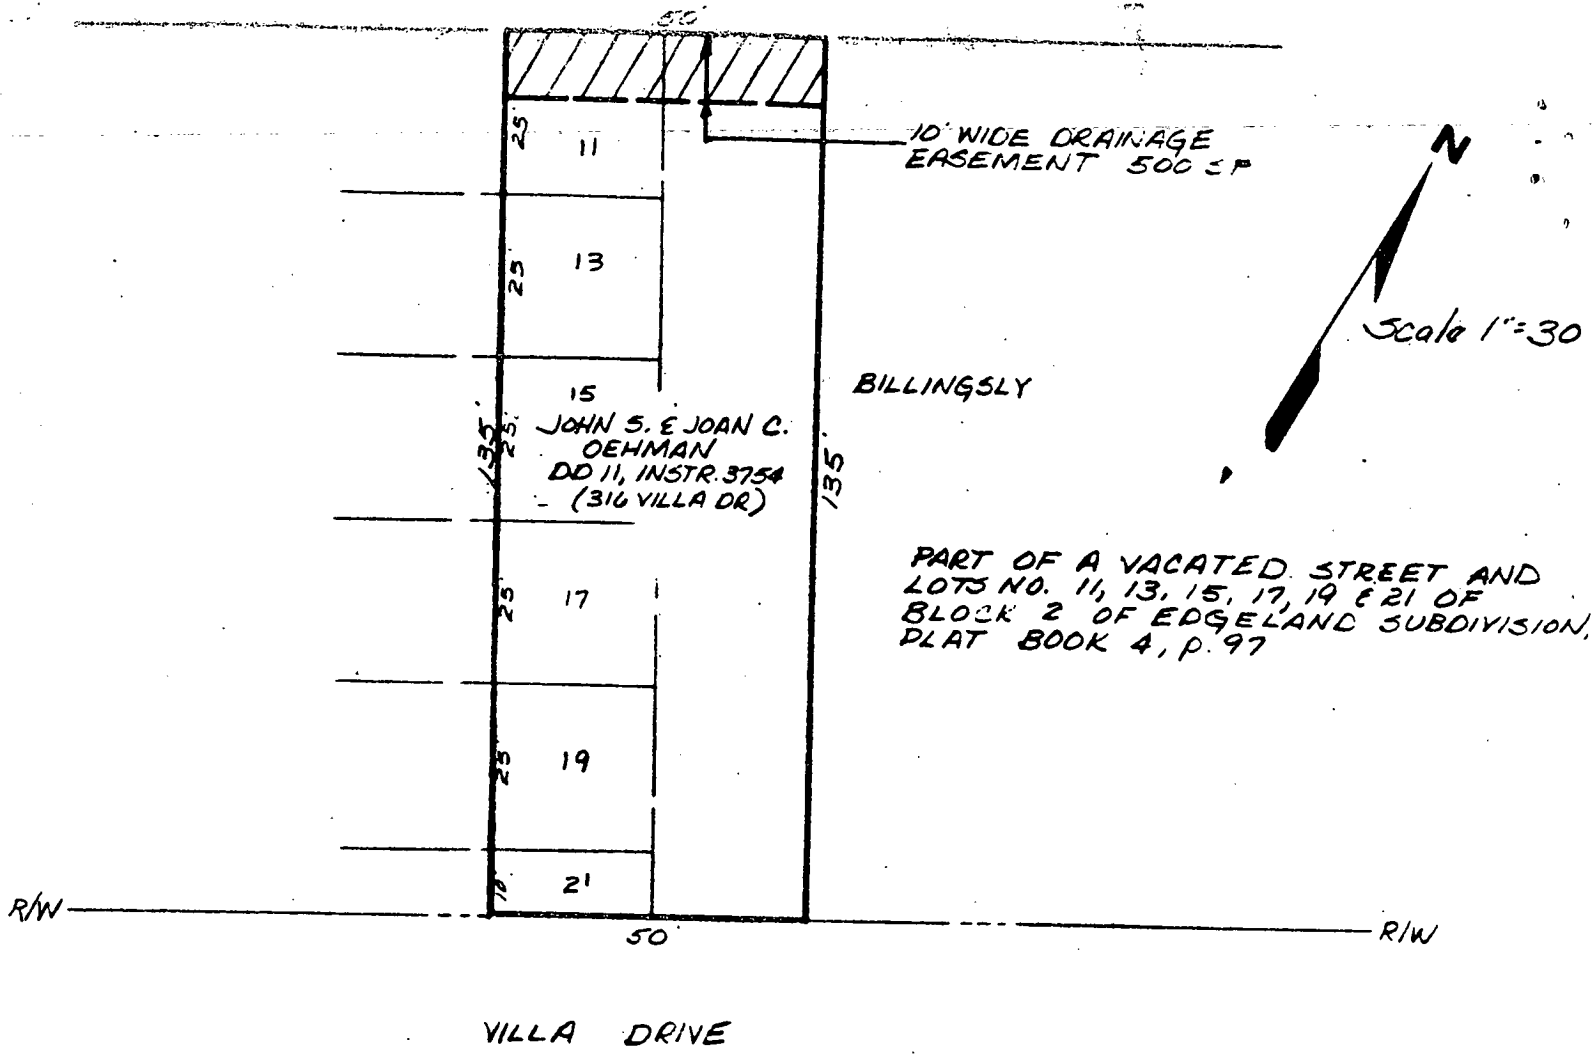 50'
25'
11
10' WIDE DRAINAGE
EASEMENT 500 SF
N
25'
13
Scale 1"=30
BILLINGSLY
15
JOHN S. & JOAN C.
OEHMAN
DD 11, INSTR. 3754
(316 VILLA DR)
135'
25'
135'
PART OF A VACATED STREET AND
LOTS NO. 11, 13, 15, 17, 19 & 21 OF
BLOCK 2 OF EDGELAND SUBDIVISION,
PLAT BOOK 4, P. 97
25'
17
25'
19
10'
21
R/W
50'
R/W
VILLA DRIVE